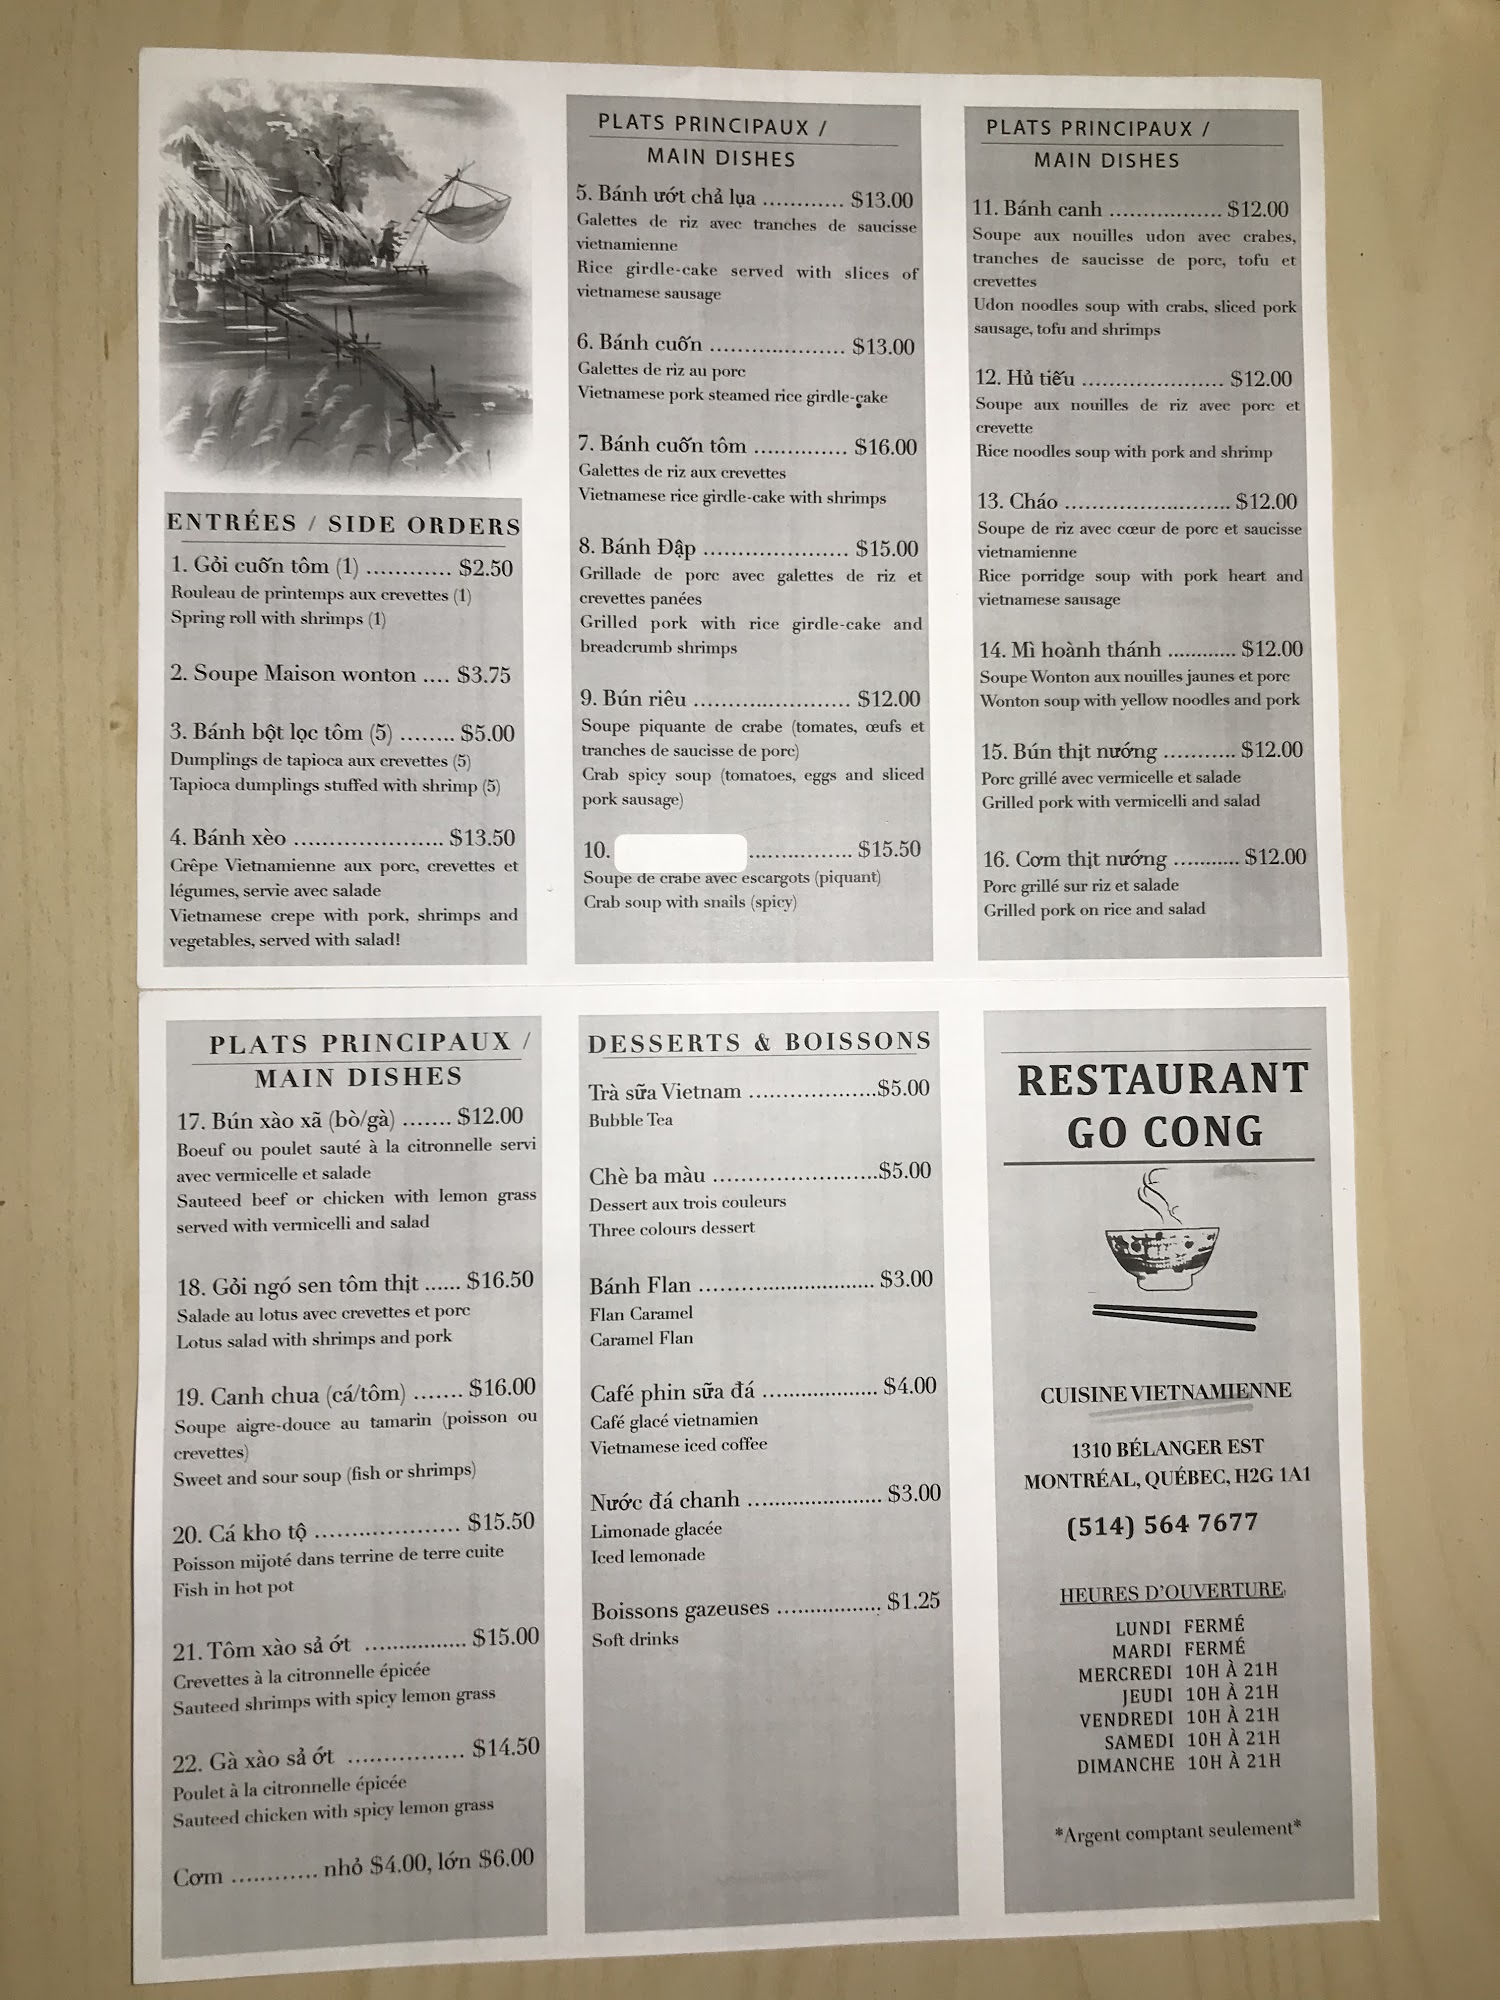 ENTRÉES / SIDE ORDERS
1. Gỏi cuốn tôm (1) ............ $2.50
Rouleau de printemps aux crevettes (1)
Spring roll with shrimps (1)
2. Soupe Maison wonton .... $3.75
3. Bánh bột lọc tôm (5) ........ $5.00
Dumplings de tapioca aux crevettes (5)
Tapioca dumplings stuffed with shrimp (5)
4. Bánh xèo ..................... $13.50
Crêpe Vietnamienne aux porc, crevettes et
légumes, servie avec salade
Vietnamese crepe with pork, shrimps and
vegetables, served with salad!
PLATS PRINCIPAUX /
MAIN DISHES
5. Bánh ướt chả lụa ............ $13.00
Galettes de riz avec tranches de saucisse
vietnamienne
Rice girdle-cake served with slices of
vietnamese sausage
6. Bánh cuốn .................... $13.00
Galettes de riz au porc
Vietnamese pork steamed rice girdle-cake
7. Bánh cuốn tôm ............. $16.00
Galettes de riz aux crevettes
Vietnamese rice girdle-cake with shrimps
8. Bánh Đập ..................... $15.00
Grillade de porc avec galettes de riz et
crevettes panées
Grilled pork with rice girdle-cake and
breadcrumb shrimps
9. Bún riêu ...................... $12.00
Soupe piquante de crabe (tomates, œufs et
tranches de saucisse de porc)
Crab spicy soup (tomatoes, eggs and sliced
pork sausage)
10. ............... $15.50
Soupe de crabe avec escargots (piquant)
Crab soup with snails (spicy)
PLATS PRINCIPAUX /
MAIN DISHES
11. Bánh canh ................. $12.00
Soupe aux nouilles udon avec crabes,
tranches de saucisse de porc, tofu et
crevettes
Udon noodles soup with crabs, sliced pork
sausage, tofu and shrimps
12. Hủ tiếu ..................... $12.00
Soupe aux nouilles de riz avec porc et
crevette
Rice noodles soup with pork and shrimp
13. Cháo ........................ $12.00
Soupe de riz avec cœur de porc et saucisse
vietnamienne
Rice porridge soup with pork heart and
vietnamese sausage
14. Mì hoành thánh ............ $12.00
Soupe Wonton aux nouilles jaunes et porc
Wonton soup with yellow noodles and pork
15. Bún thịt nướng ........... $12.00
Porc grillé avec vermicelle et salade
Grilled pork with vermicelli and salad
16. Cơm thịt nướng ........... $12.00
Porc grillé sur riz et salade
Grilled pork on rice and salad
PLATS PRINCIPAUX /
MAIN DISHES
17. Bún xào xã (bò/gà) ....... $12.00
Boeuf ou poulet sauté à la citronnelle servi
avec vermicelle et salade
Sauteed beef or chicken with lemon grass
served with vermicelli and salad
18. Gỏi ngó sen tôm thịt ...... $16.50
Salade au lotus avec crevettes et porc
Lotus salad with shrimps and pork
19. Canh chua (cá/tôm) ....... $16.00
Soupe aigre-douce au tamarin (poisson ou
crevettes)
Sweet and sour soup (fish or shrimps)
20. Cá kho tộ ..................... $15.50
Poisson mijoté dans terrine de terre cuite
Fish in hot pot
21. Tôm xào sả ớt ................ $15.00
Crevettes à la citronnelle épicée
Sauteed shrimps with spicy lemon grass
22. Gà xào sả ớt ................ $14.50
Poulet à la citronnelle épicée
Sauteed chicken with spicy lemon grass
Cơm ............ nhỏ $4.00, lớn $6.00
DESSERTS & BOISSONS
Trà sữa Vietnam ...................$5.00
Bubble Tea
Chè ba màu ........................$5.00
Dessert aux trois couleurs
Three colours dessert
Bánh Flan .......................... $3.00
Flan Caramel
Caramel Flan
Café phin sữa đá .................. $4.00
Café glacé vietnamien
Vietnamese iced coffee
Nước đá chanh ...................... $3.00
Limonade glacée
Iced lemonade
Boissons gazeuses ................. $1.25
Soft drinks
RESTAURANT
GO CONG
CUISINE VIETNAMIENNE
1310 BÉLANGER EST
MONTRÉAL, QUÉBEC, H2G 1A1
(514) 564 7677
HEURES D'OUVERTURE
LUNDI FERMÉ
MARDI FERMÉ
MERCREDI 10H À 21H
JEUDI 10H À 21H
VENDREDI 10H À 21H
SAMEDI 10H À 21H
DIMANCHE 10H À 21H
*Argent comptant seulement*